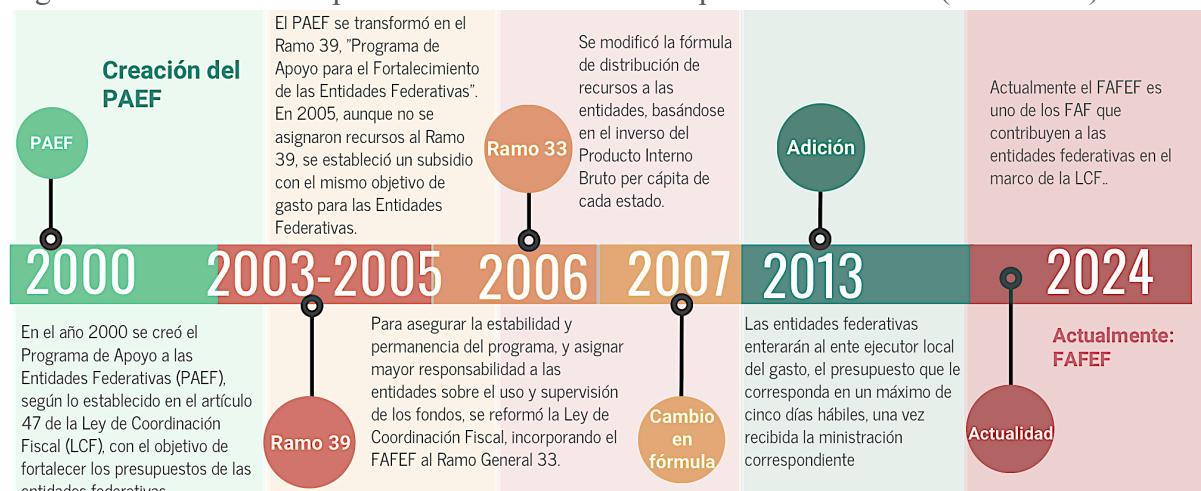 El PAEF se transformó en el
Ramo 39, "Programa de
Apoyo para el Fortalecimiento
de las Entidades Federativas".
En 2005, aunque no se
asignaron recursos al Ramo
39, se estableció un subsidio
con el mismo objetivo de
gasto para las Entidades
Federativas.
Se modificó la fórmula
de distribución de
recursos a las
entidades, basándose
en el inverso del
Producto Interno
Bruto per cápita de
cada estado.
Actualmente el FAFEF es
uno de los FAF que
contribuyen a las
entidades federativas en el
marco de la LCF..
Creación del
PAEF
PAEF
Ramo 33
Adición
2000
2003-2005
2006
2007
2013
2024
En el año 2000 se creó el
Programa de Apoyo a las
Entidades Federativas (PAEF),
según lo establecido en el artículo
47 de la Ley de Coordinación
Fiscal (LCF), con el objetivo de
fortalecer los presupuestos de las
entidades federativas
Ramo 39
Para asegurar la estabilidad y
permanencia del programa, y asignar
mayor responsabilidad a las
entidades sobre el uso y supervisión
de los fondos, se reformó la Ley de
Coordinación Fiscal, incorporando el
FAFEF al Ramo General 33.
Cambio
en
fórmula
Las entidades federativas
enterarán al ente ejecutor local
del gasto, el presupuesto que le
corresponda en un máximo de
cinco días hábiles, una vez
recibida la ministración
correspondiente
Actualmente:
FAFEF
Actualidad